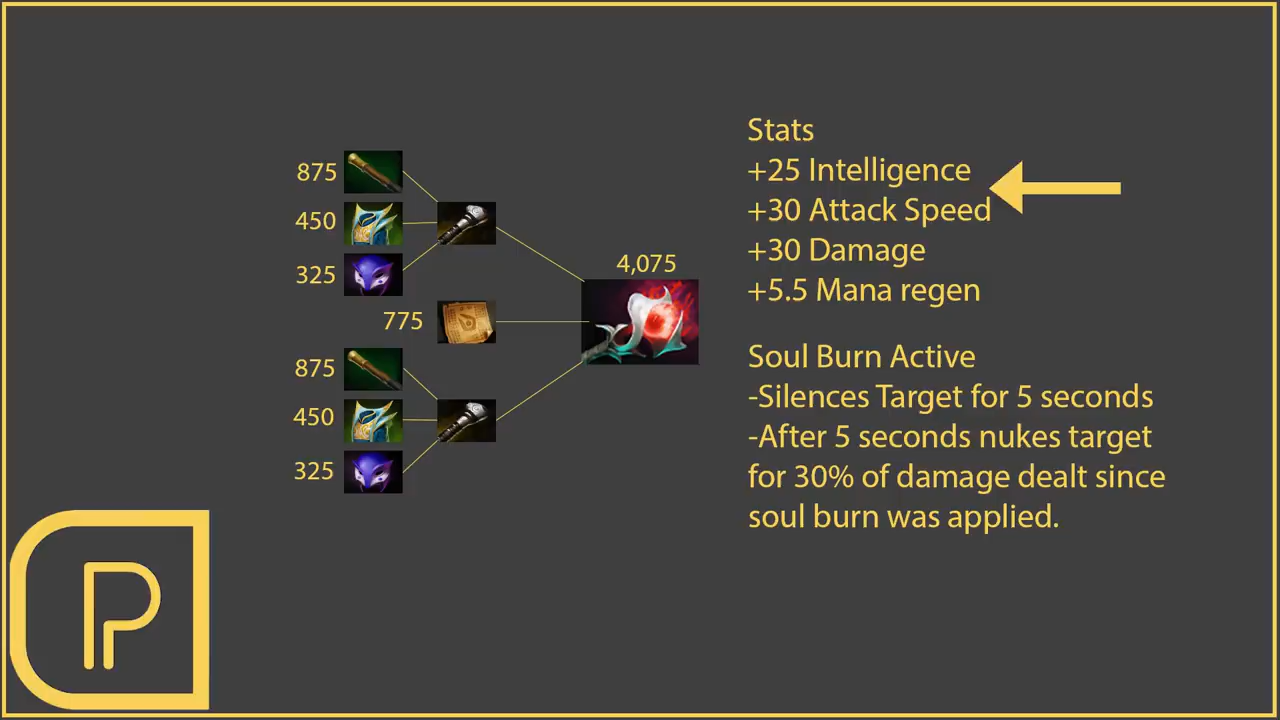 875
450
325
775
875
450
325
4,075
Stats
+25 Intelligence
+30 Attack Speed
+30 Damage
+5.5 Mana regen
Soul Burn Active
-Silences Target for 5 seconds
-After 5 seconds nukes target
for 30% of damage dealt since
soul burn was applied.
P